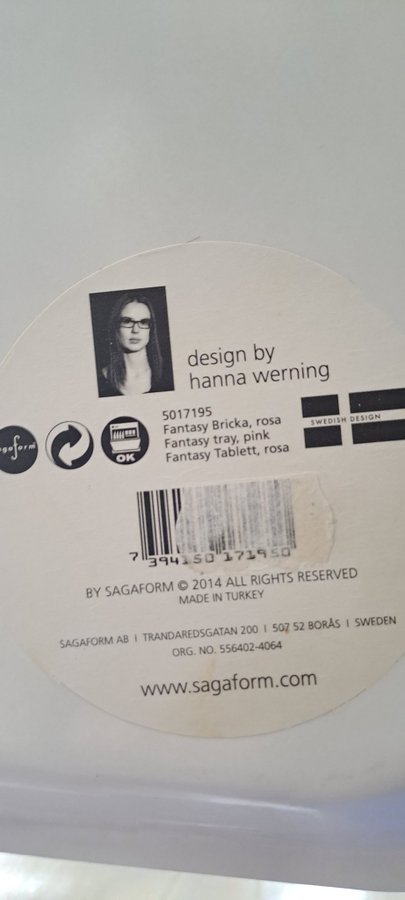 design by
hanna werning
sagaform
OK
5017195
Fantasy Bricka, rosa
Fantasy tray, pink
Fantasy Tablett, rosa
SWEDISH DESIGN
7 394150 171950
BY SAGAFORM © 2014 ALL RIGHTS RESERVED
MADE IN TURKEY
SAGAFORM AB I TRANDAREDSGATAN 200 I 507 52 BORÅS I SWEDEN
ORG. NO. 556402-4064
www.sagaform.com